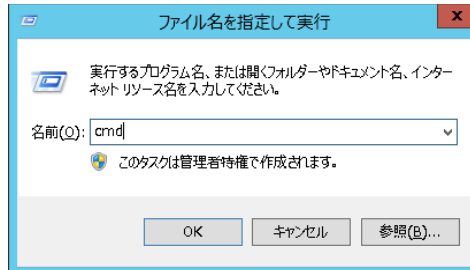 ファイル名を指定して実行
x
実行するプログラム名、または開くフォルダーやドキュメント名、インター
ネット リソース名を入力してください。
名前(O): cmd
このタスクは管理者特権で作成されます。
OK キャンセル 参照(B)...